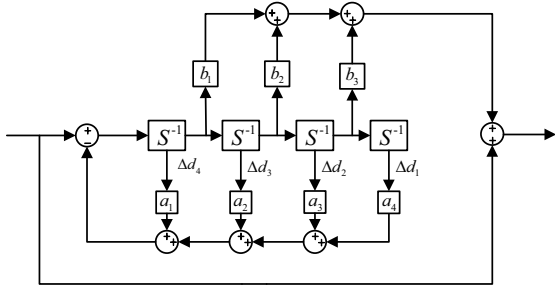 + + + +
b₁ b₂ b₃
+ − S⁻¹ S⁻¹ S⁻¹ S⁻¹ + +
Δd₄ Δd₃ Δd₂ Δd₁
a₁ a₂ a₃ a₄
+ + + + + +